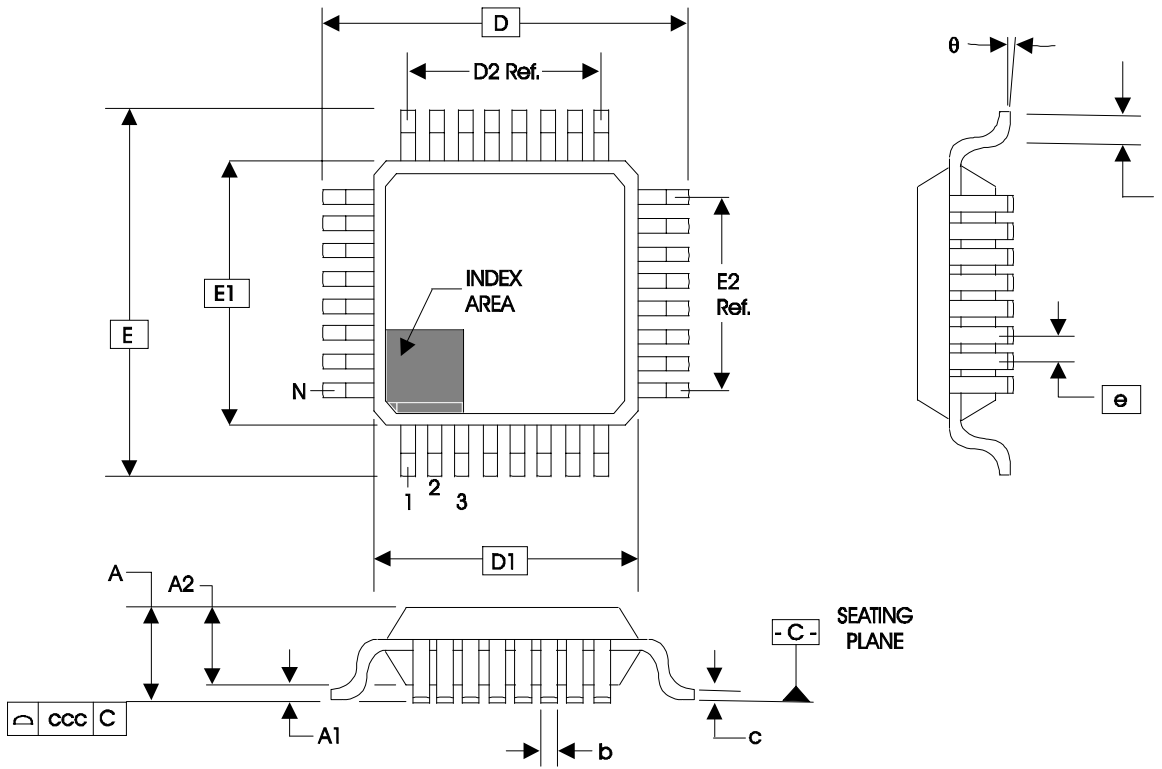 D
D2 Ref.
θ
INDEX
AREA
E1
E2
Ref.
E
N
e
1
2
3
D1
A
A2
- C -
SEATING
PLANE
ccc C
A1
b
c